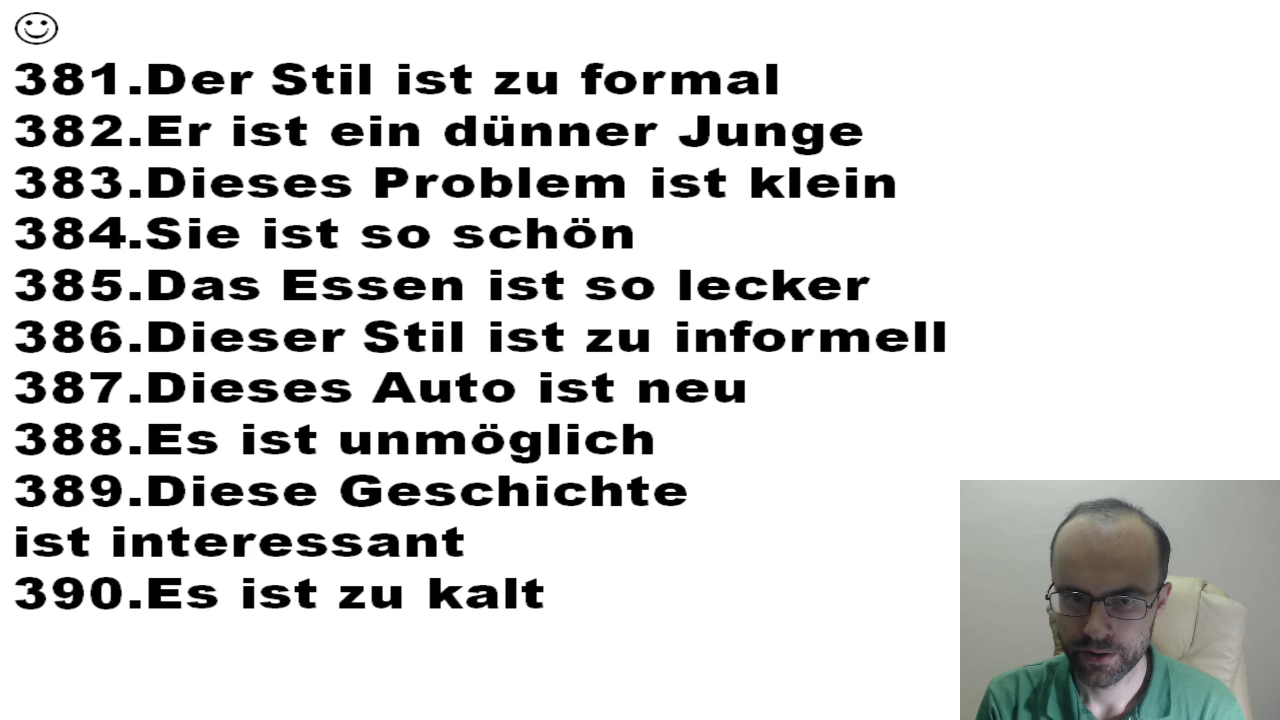 381.Der Stil ist zu formal
382.Er ist ein dünner Junge
383.Dieses Problem ist klein
384.Sie ist so schön
385.Das Essen ist so lecker
386.Dieser Stil ist zu informell
387.Dieses Auto ist neu
388.Es ist unmöglich
389.Diese Geschichte
ist interessant
390.Es ist zu kalt